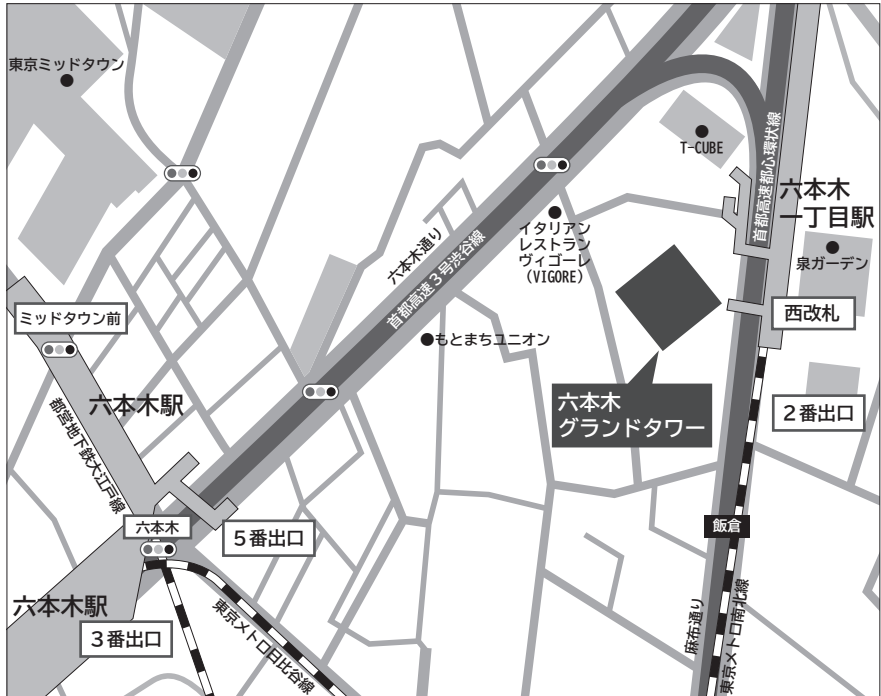 東京ミッドタウン
T-CUBE
首都高速都心環状線
六本木
一丁目駅
泉ガーデン
六本木通り
首都高速3号渋谷線
イタリアン
レストラン
ヴィゴーレ
(VIGORE)
西改札
ミッドタウン前
もとまちユニオン
六本木駅
都営地下鉄大江戸線
六本木
グランドタワー
2番出口
六本木
5番出口
飯倉
六本木駅
3番出口
東京メトロ日比谷線
麻布通り
東京メトロ南北線